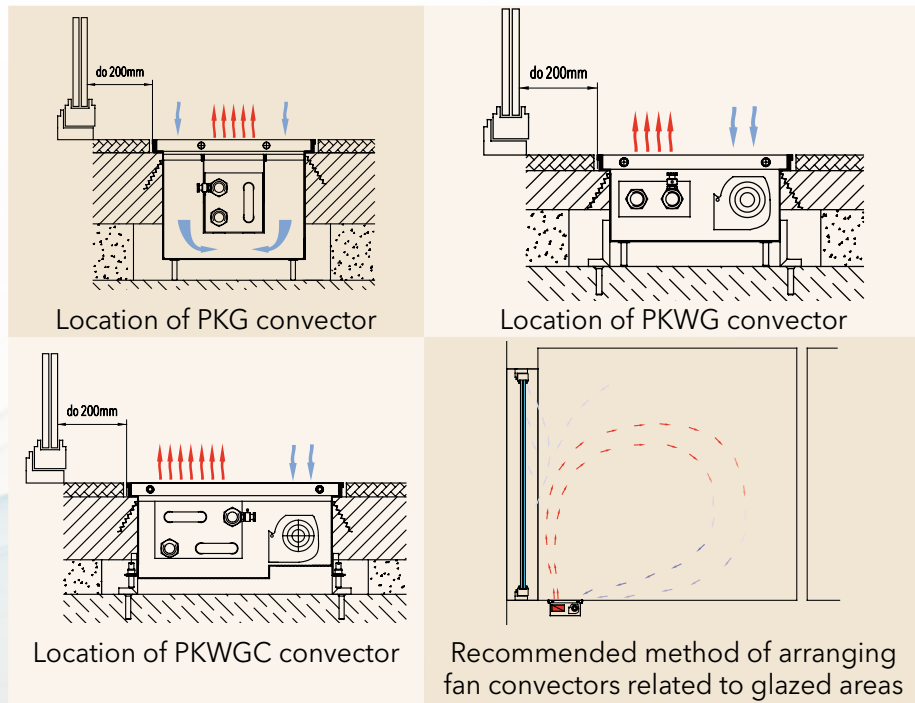 do 200mm
Location of PKG convector
do 200mm
Location of PKWG convector
do 200mm
Location of PKWGC convector
Recommended method of arranging
fan convectors related to glazed areas